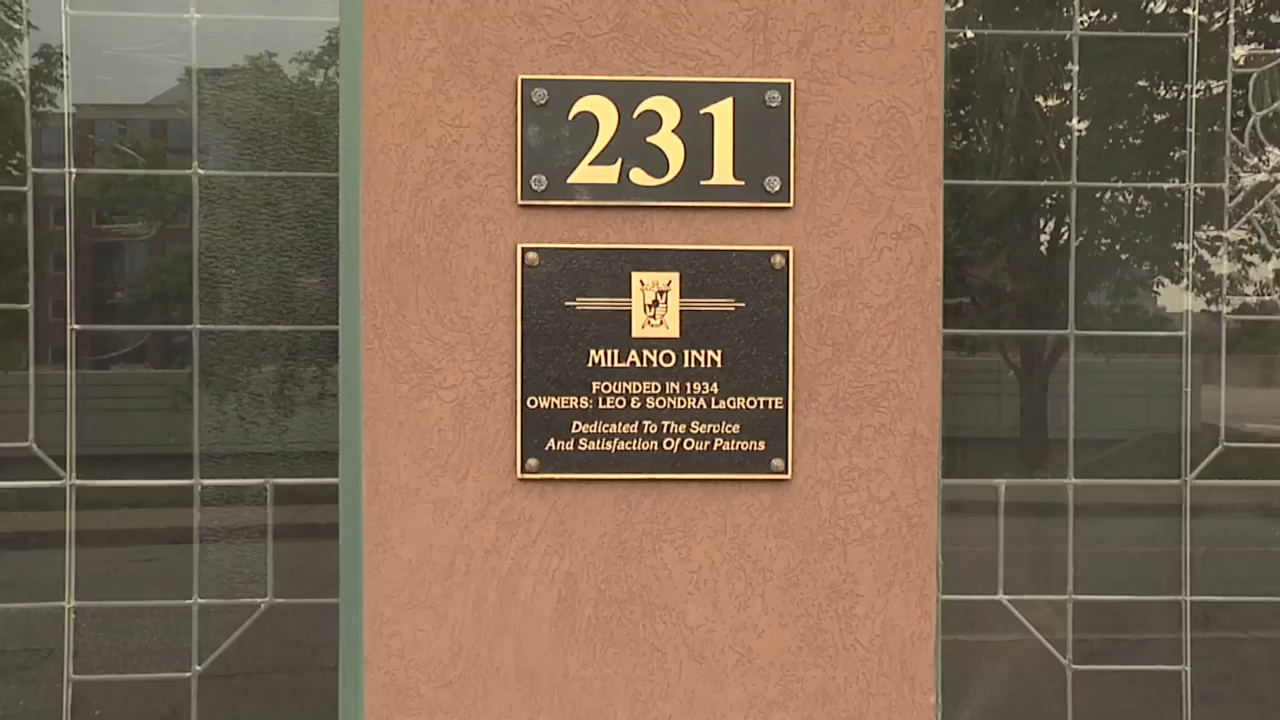 231
MILANO INN
FOUNDED IN 1934
OWNERS: LEO & SONDRA LaGROTTE
Dedicated To The Service
And Satisfaction Of Our Patrons